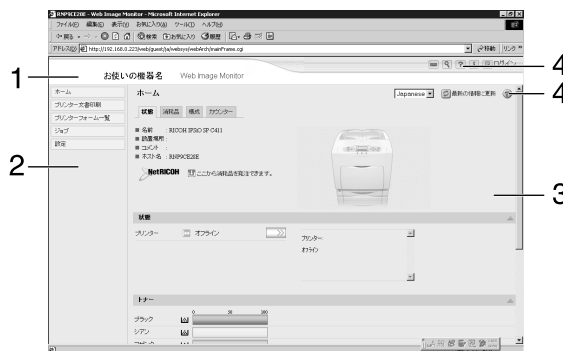 RNP9CE20E - Web Image Monitor - Microsoft Internet Explorer
ファイル(F) 編集(E) 表示(V) お気に入り(A) ツール(T) ヘルプ(H)
戻る 検索 お気に入り 履歴
アドレス(D) http://192.168.0.223/web/guest/ja/websys/webArch/mainFrame.cgi 移動 リンク
ログイン
4
1
お使いの機器名 Web Image Monitor
ホーム
プリンター文書印刷
プリンターフォーム一覧
ジョブ
設定
2
ホーム
Japanese 最新の情報に更新
4
状態 消耗品 構成 カウンター
名前 : RICOH IPSiO SP C411
設置場所 :
コメント :
ホスト名 : RNP9CE20E
NetRICOH ここから消耗品を発注できます。
3
状態
プリンター オフライン
プリンター:
オフライン
トナー
0 50 100
ブラック
シアン